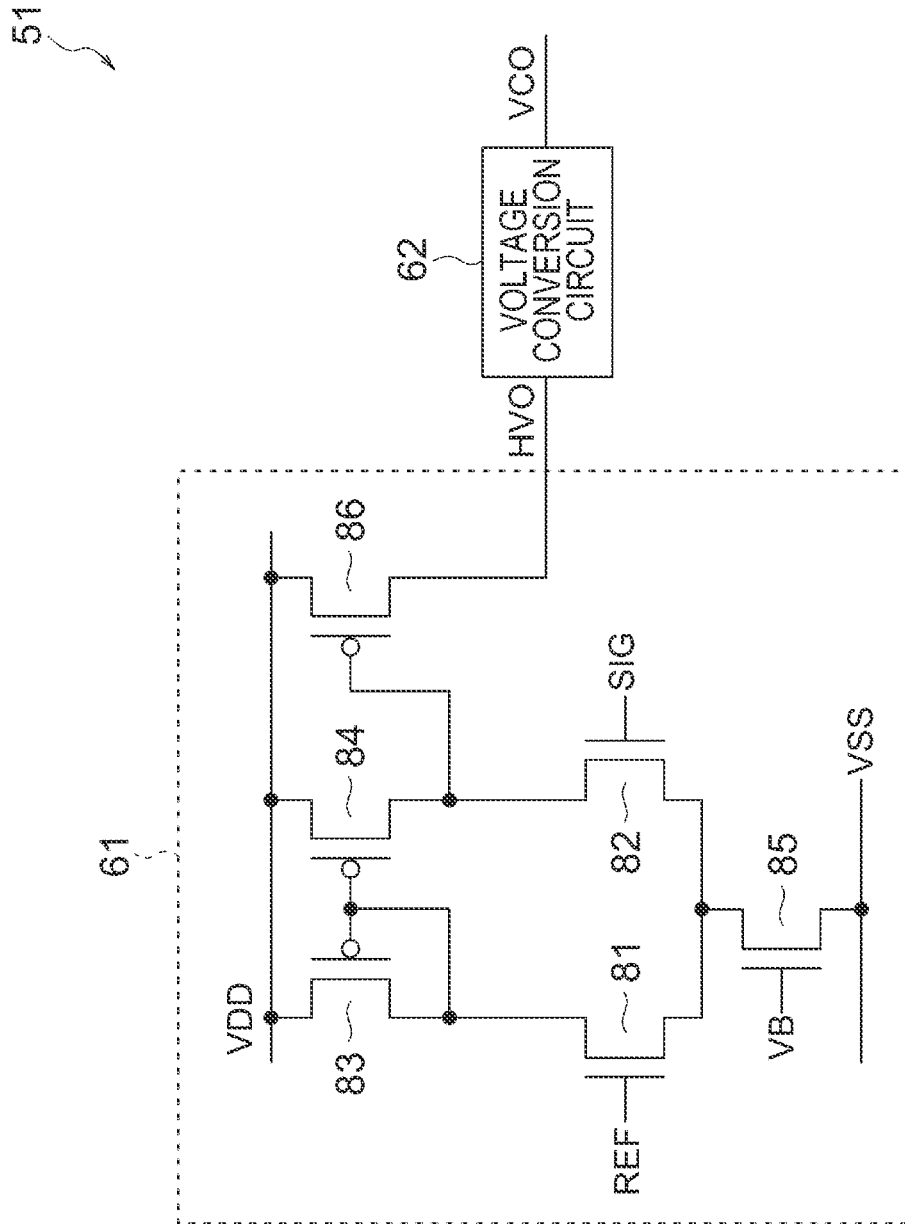 51
61
VDD
83
84
86
HVO
62
VOLTAGE
CONVERSION
CIRCUIT
VCO
REF
81
82
SIG
VB
85
VSS